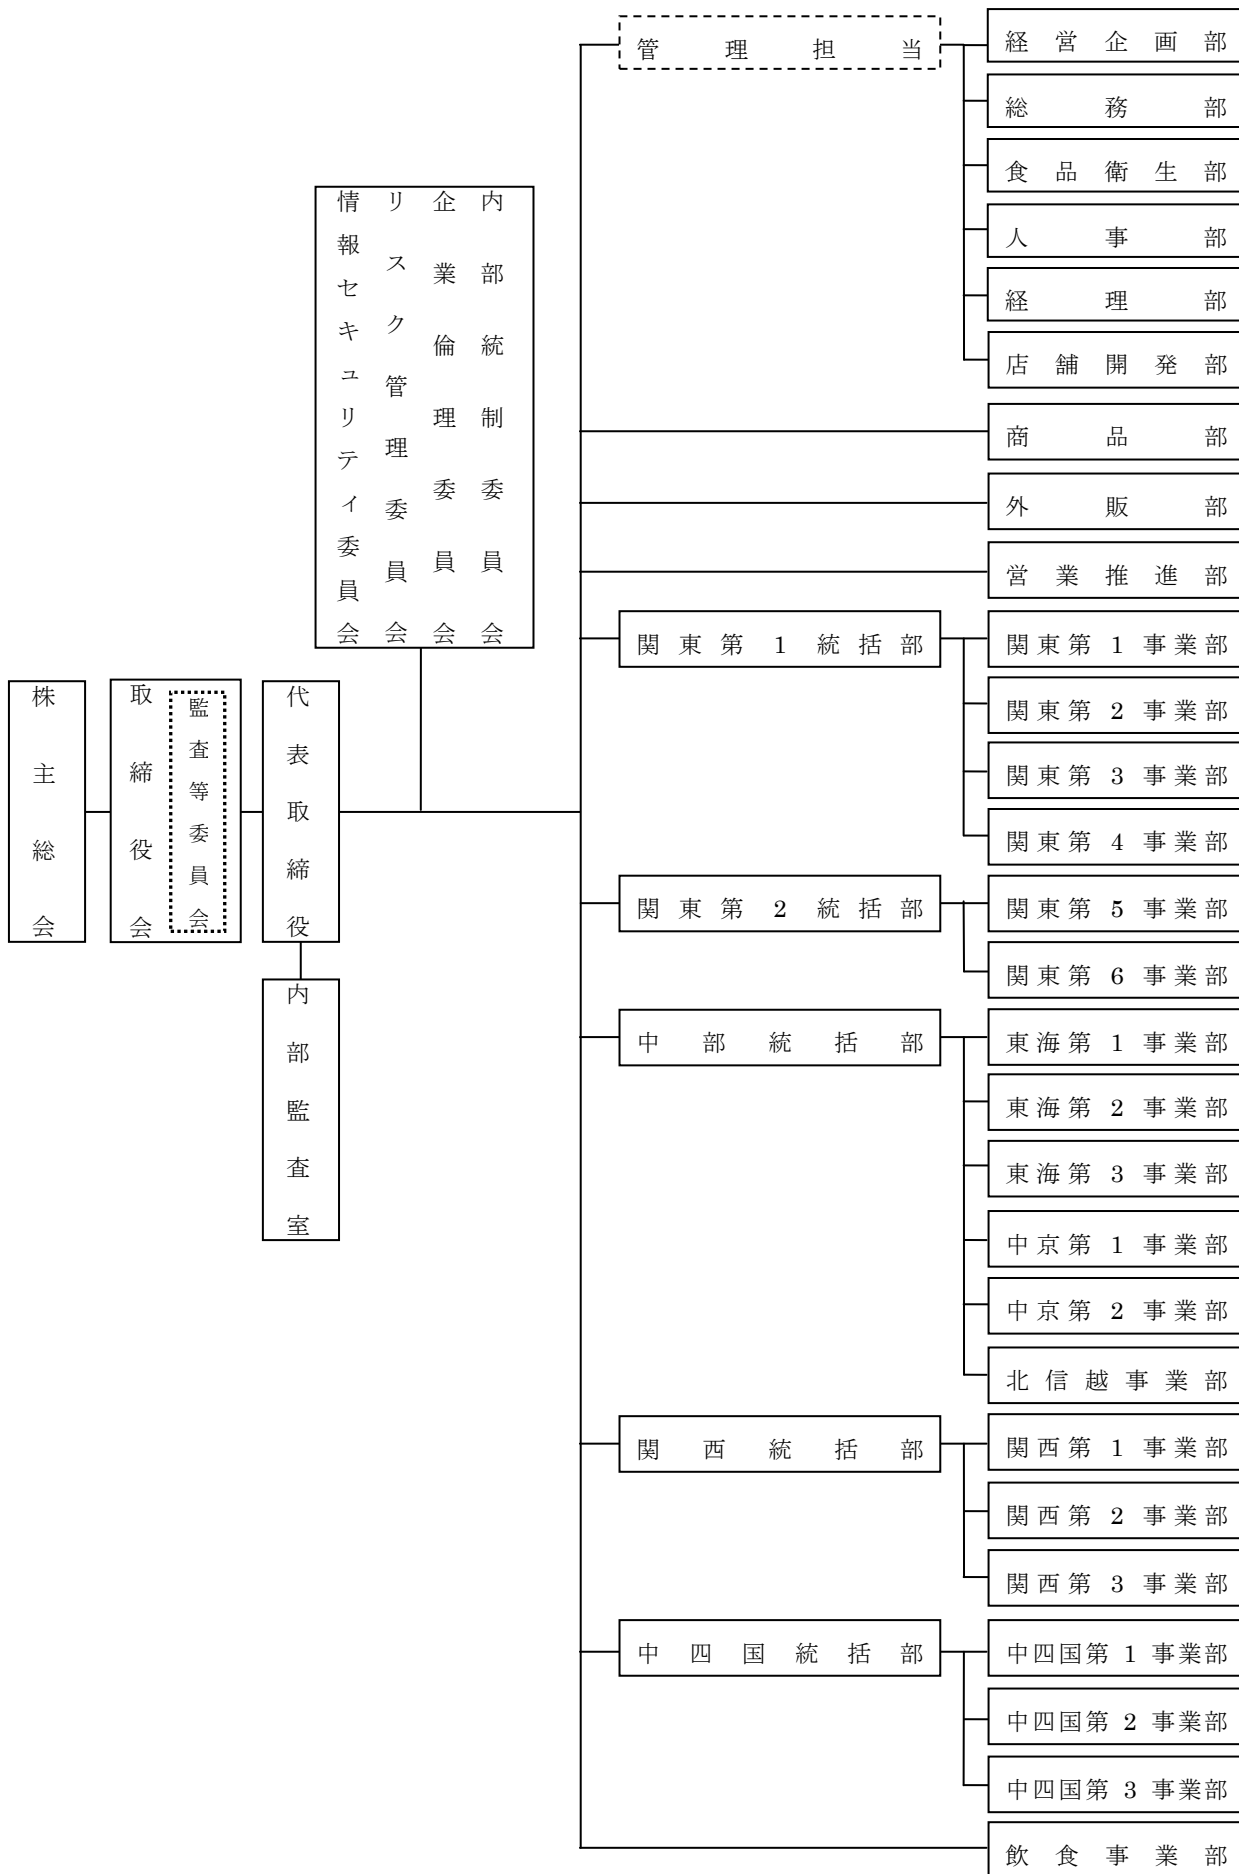 株主総会
取締役会
監査等委員会
代表取締役
内部監査室
情報セキュリティ委員会
リスク管理委員会
企業倫理委員会
内部統制委員会
管理担当
経営企画部
総務部
食品衛生部
人事部
経理部
店舗開発部
商品部
外販部
営業推進部
関東第1統括部
関東第1事業部
関東第2事業部
関東第3事業部
関東第4事業部
関東第2統括部
関東第5事業部
関東第6事業部
中部統括部
東海第1事業部
東海第2事業部
東海第3事業部
中京第1事業部
中京第2事業部
北信越事業部
関西統括部
関西第1事業部
関西第2事業部
関西第3事業部
中四国統括部
中四国第1事業部
中四国第2事業部
中四国第3事業部
飲食事業部